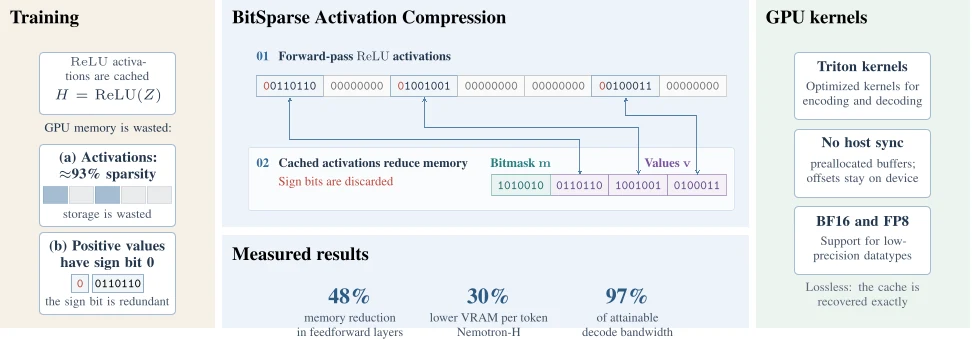 Training
ReLU activa-
tions are cached
H = ReLU(Z)
GPU memory is wasted:
(a) Activations:
≈93% sparsity
storage is wasted
(b) Positive values
have sign bit 0
0 0110110
the sign bit is redundant
BitSparse Activation Compression
01 Forward-pass ReLU activations
00110110 00000000 01001001 00000000 00000000 00100011 00000000
02 Cached activations reduce memory
Sign bits are discarded
Bitmask m Values v
1010010 0110110 1001001 0100011
Measured results
48%
memory reduction
in feedforward layers
30%
lower VRAM per token
Nemotron-H
97%
of attainable
decode bandwidth
GPU kernels
Triton kernels
Optimized kernels for
encoding and decoding
No host sync
preallocated buffers;
offsets stay on device
BF16 and FP8
Support for low-
precision datatypes
Lossless: the cache is
recovered exactly